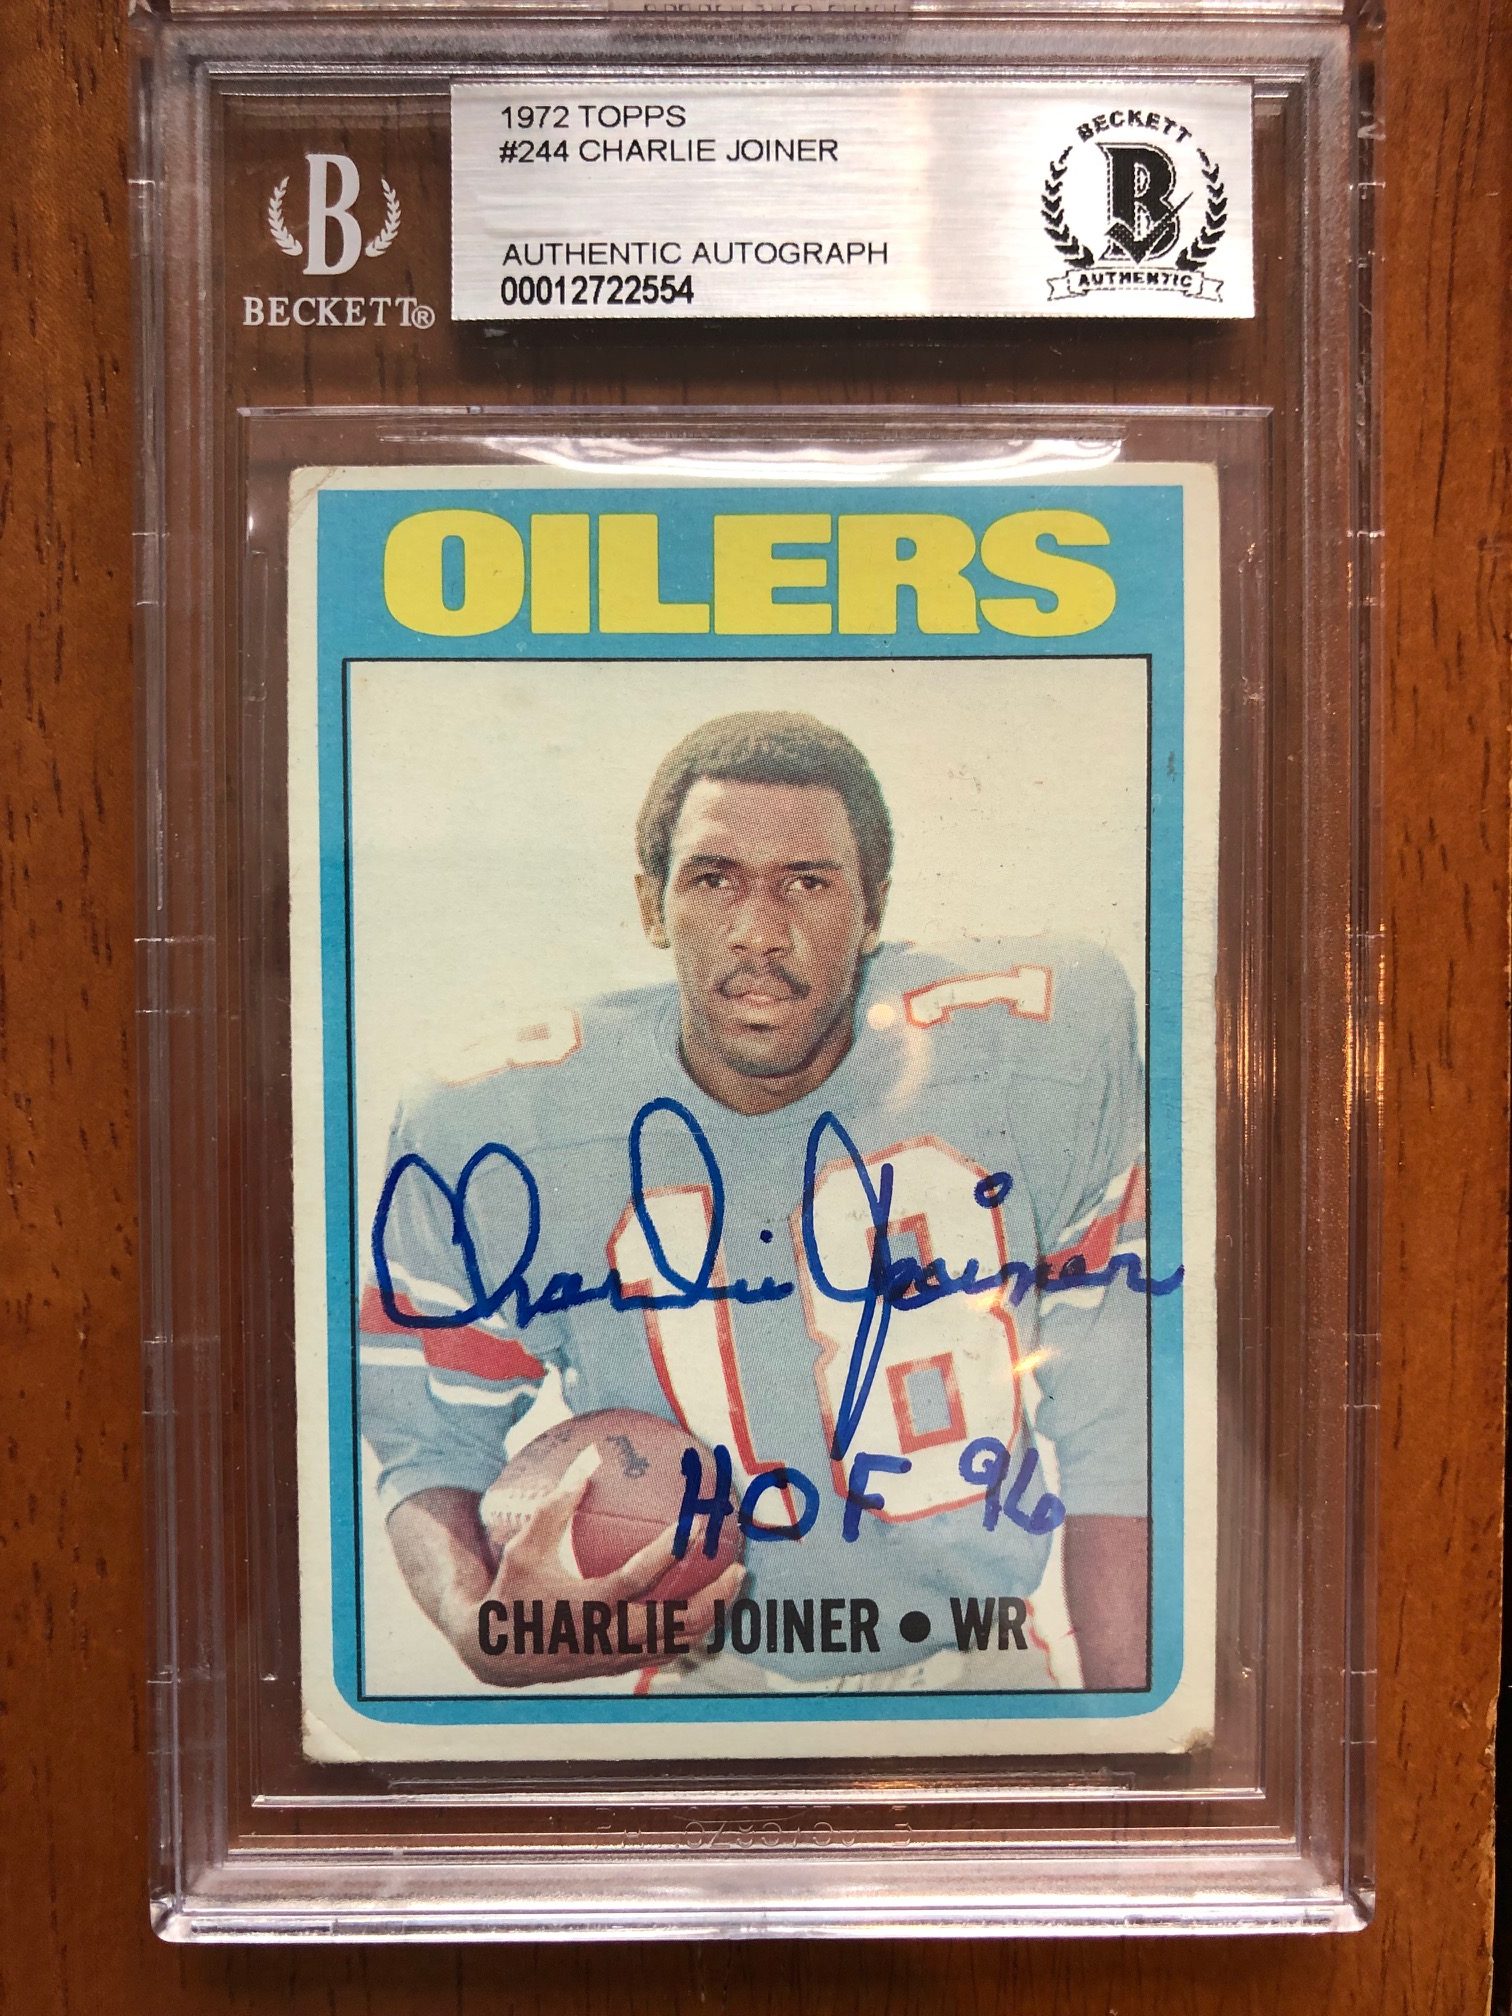 1972 TOPPS
#244 CHARLIE JOINER
AUTHENTIC AUTOGRAPH
00012722554
B
BECKETT®
BECKETT
B
AUTHENTIC
OILERS
18
Charlie Joiner
HOF 96
CHARLIE JOINER • WR